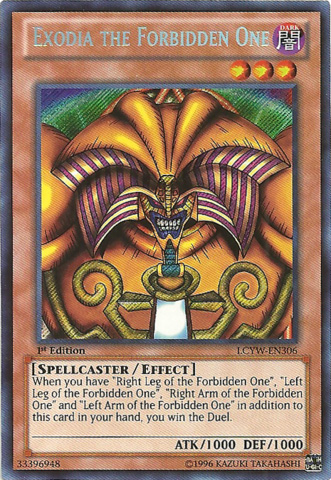 Exodia the Forbidden One
DARK
闇
1st Edition
LCYW-EN306
[SPELLCASTER / EFFECT]
When you have "Right Leg of the Forbidden One", "Left
Leg of the Forbidden One", "Right Arm of the Forbidden
One" and "Left Arm of the Forbidden One" in addition to
this card in your hand, you win the Duel.
ATK/1000 DEF/1000
33396948
©1996 KAZUKI TAKAHASHI